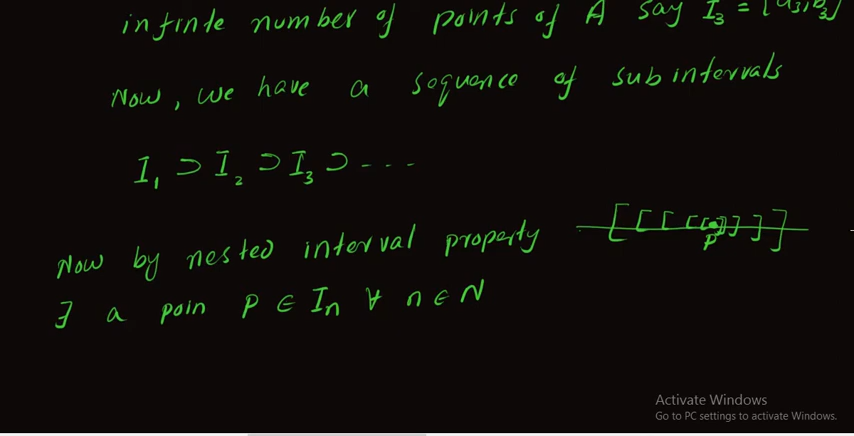 infinte number of points of A say I₃ = [a₃, b₃]
Now, we have a sequence of subintervals
I₁ ⊃ I₂ ⊃ I₃ ⊃ - - - -
Now by nested interval property
[[[[[]]]]]
P
∃ a poin P ∈ Iₙ ∀ n ∈ N
Activate Windows
Go to PC settings to activate Windows.